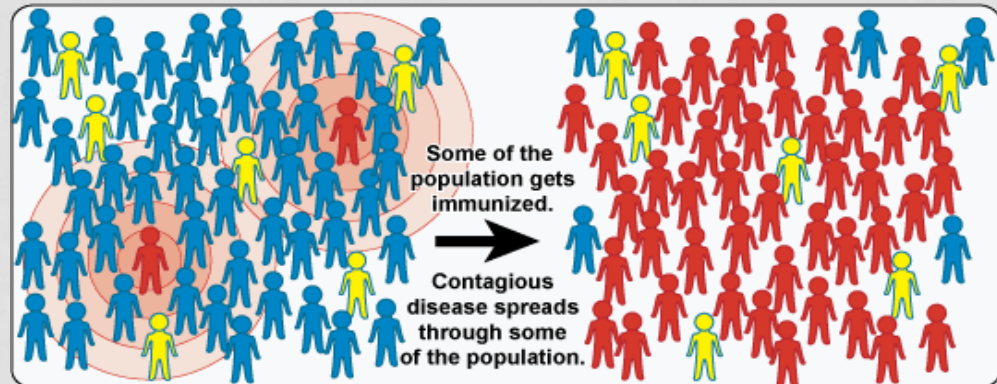 Some of the
population gets
immunized.
Contagious
disease spreads
through some
of the population.